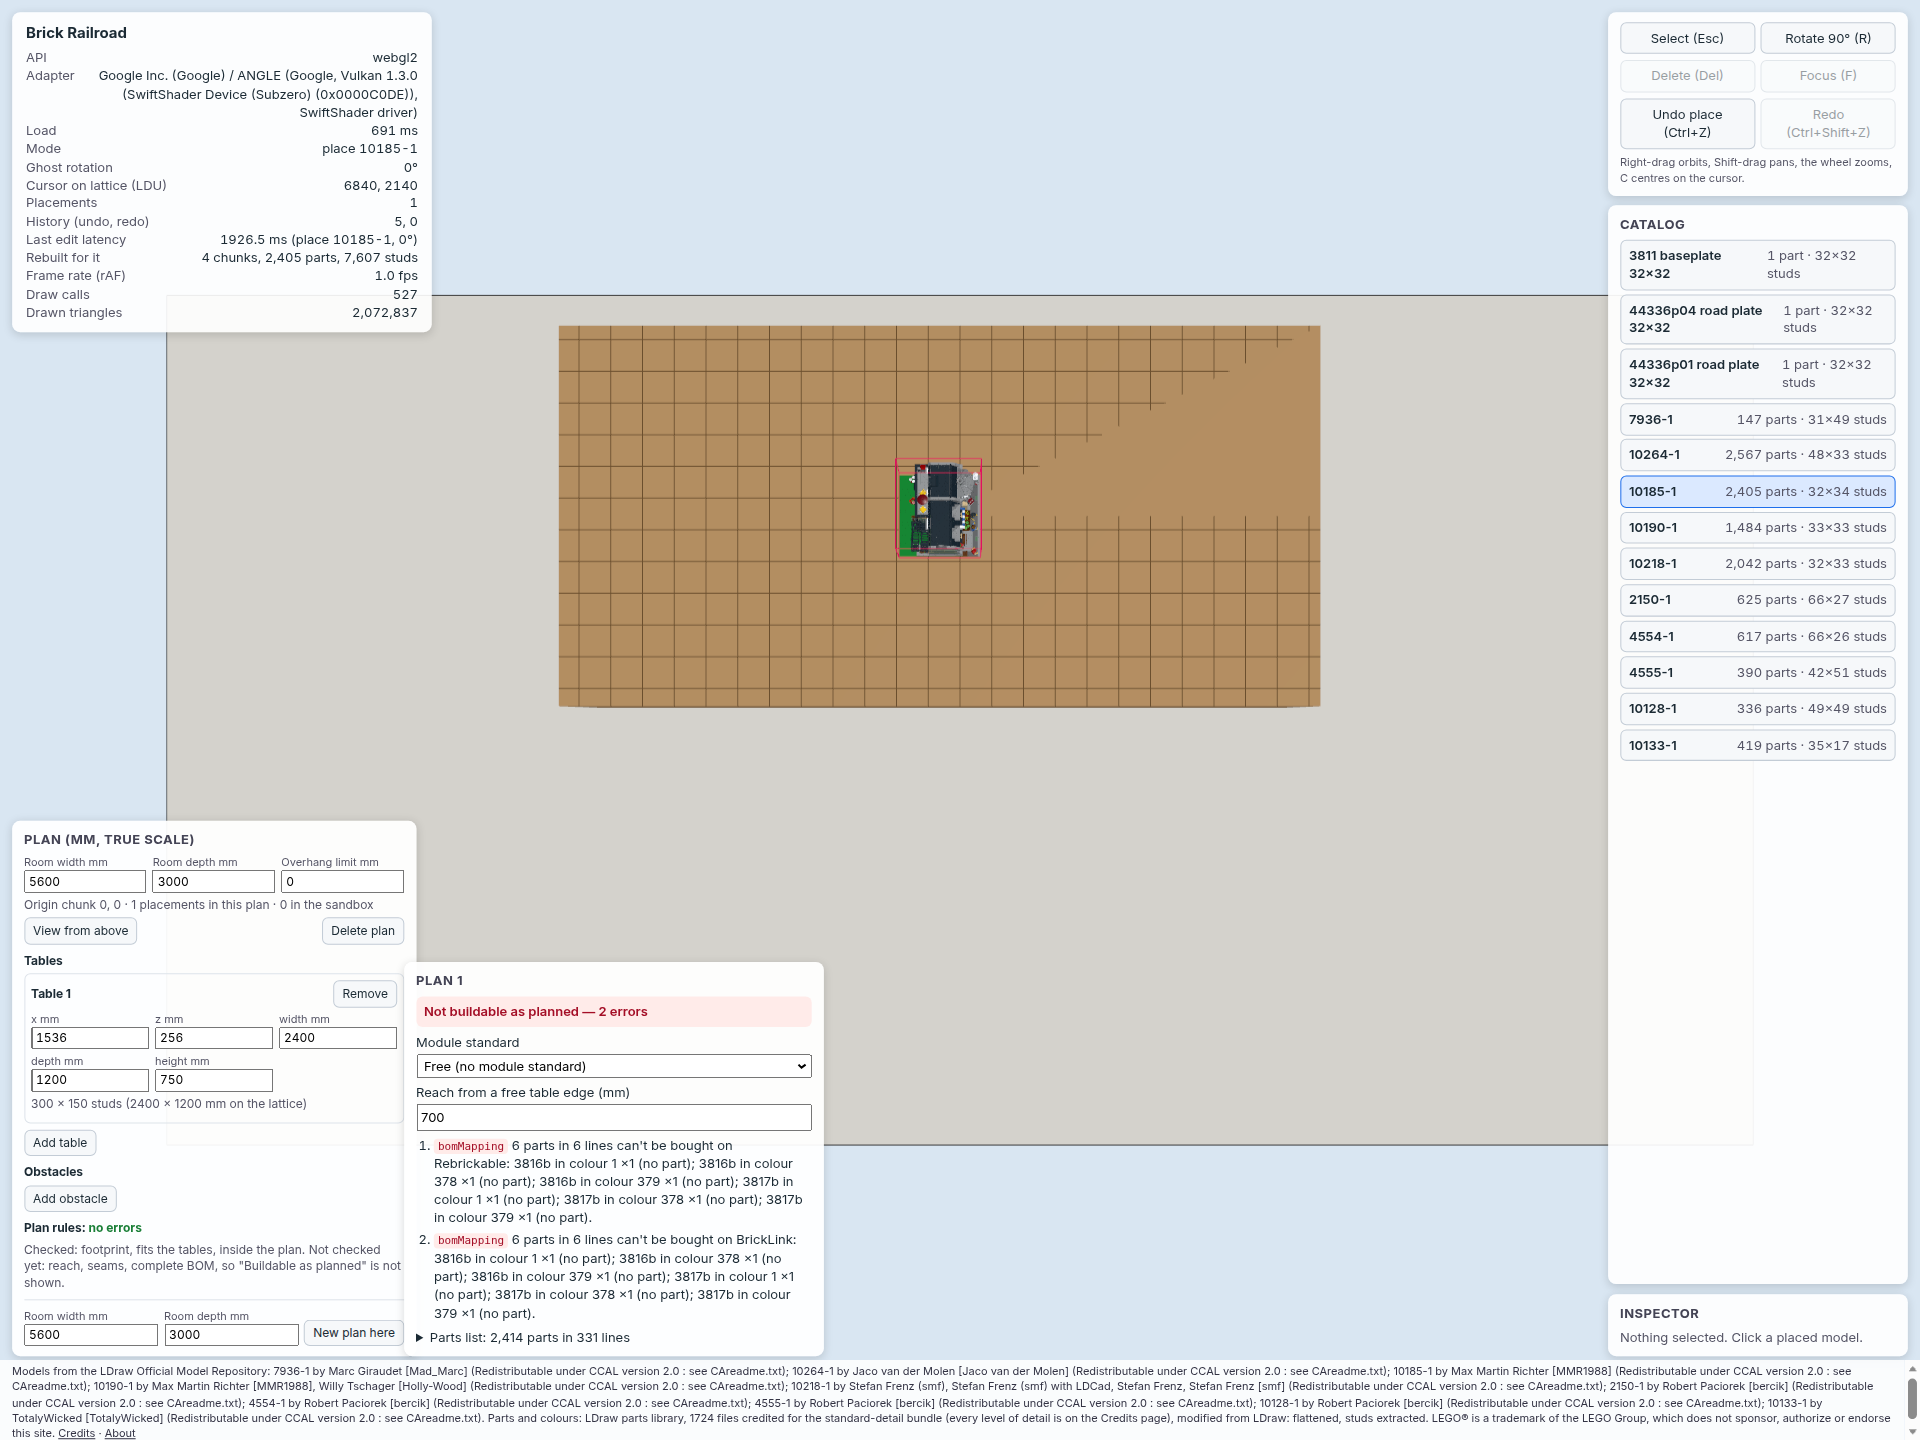 Brick Railroad
API webgl2
Adapter Google Inc. (Google) / ANGLE (Google, Vulkan 1.3.0
(SwiftShader Device (Subzero) (0x0000C0DE)),
SwiftShader driver)
Load 691 ms
Mode place 10185-1
Ghost rotation 0°
Cursor on lattice (LDU) 6840, 2140
Placements 1
History (undo, redo) 5, 0
Last edit latency 1926.5 ms (place 10185-1, 0°)
Rebuilt for it 4 chunks, 2,405 parts, 7,607 studs
Frame rate (rAF) 1.0 fps
Draw calls 527
Drawn triangles 2,072,837
Select (Esc) Rotate 90° (R)
Delete (Del) Focus (F)
Undo place (Ctrl+Z) Redo (Ctrl+Shift+Z)
Right-drag orbits, Shift-drag pans, the wheel zooms,
C centres on the cursor.
CATALOG
3811 baseplate 32×32 1 part · 32×32 studs
44336p04 road plate 32×32 1 part · 32×32 studs
44336p01 road plate 32×32 1 part · 32×32 studs
7936-1 147 parts · 31×49 studs
10264-1 2,567 parts · 48×33 studs
10185-1 2,405 parts · 32×34 studs
10190-1 1,484 parts · 33×33 studs
10218-1 2,042 parts · 32×33 studs
2150-1 625 parts · 66×27 studs
4554-1 617 parts · 66×26 studs
4555-1 390 parts · 42×51 studs
10128-1 336 parts · 49×49 studs
10133-1 419 parts · 35×17 studs
INSPECTOR
Nothing selected. Click a placed model.
PLAN (MM, TRUE SCALE)
Room width mm Room depth mm Overhang limit mm
5600 3000 0
Origin chunk 0, 0 · 1 placements in this plan · 0 in the sandbox
View from above Delete plan
Tables
Table 1 Remove
x mm z mm width mm
1536 256 2400
depth mm height mm
1200 750
300 × 150 studs (2400 × 1200 mm on the lattice)
Add table
Obstacles
Add obstacle
Plan rules: no errors
Checked: footprint, fits the tables, inside the plan. Not checked
yet: reach, seams, complete BOM, so "Buildable as planned" is not
shown.
Room width mm Room depth mm
5600 3000 New plan here
PLAN 1
Not buildable as planned — 2 errors
Module standard
Free (no module standard)
Reach from a free table edge (mm)
700
1. bomMapping 6 parts in 6 lines can't be bought on
Rebrickable: 3816b in colour 1 ×1 (no part); 3816b in colour
378 ×1 (no part); 3816b in colour 379 ×1 (no part); 3817b in
colour 1 ×1 (no part); 3817b in colour 378 ×1 (no part); 3817b
in colour 379 ×1 (no part).
2. bomMapping 6 parts in 6 lines can't be bought on BrickLink:
3816b in colour 1 ×1 (no part); 3816b in colour 378 ×1 (no
part); 3816b in colour 379 ×1 (no part); 3817b in colour 1 ×1
(no part); 3817b in colour 378 ×1 (no part); 3817b in colour
379 ×1 (no part).
▶ Parts list: 2,414 parts in 331 lines
Models from the LDraw Official Model Repository: 7936-1 by Marc Giraudet [Mad_Marc] (Redistributable under CCAL version 2.0 : see CAreadme.txt); 10264-1 by Jaco van der Molen [Jaco van der Molen] (Redistributable under CCAL version 2.0 : see CAreadme.txt); 10185-1 by Max Martin Richter [MMR1988] (Redistributable under CCAL version 2.0 : see
CAreadme.txt); 10190-1 by Max Martin Richter [MMR1988], Willy Tschager [Holly-Wood] (Redistributable under CCAL version 2.0 : see CAreadme.txt); 10218-1 by Stefan Frenz (smf), Stefan Frenz (smf) with LDCad, Stefan Frenz, Stefan Frenz [smf] (Redistributable under CCAL version 2.0 : see CAreadme.txt); 2150-1 by Robert Paciorek [bercik] (Redistributable
under CCAL version 2.0 : see CAreadme.txt); 4554-1 by Robert Paciorek [bercik] (Redistributable under CCAL version 2.0 : see CAreadme.txt); 4555-1 by Robert Paciorek [bercik] (Redistributable under CCAL version 2.0 : see CAreadme.txt); 10128-1 by Robert Paciorek [bercik] (Redistributable under CCAL version 2.0 : see CAreadme.txt); 10133-1 by
TotalyWicked [TotalyWicked] (Redistributable under CCAL version 2.0 : see CAreadme.txt). Parts and colours: LDraw parts library, 1724 files credited for the standard-detail bundle (every level of detail is on the Credits page), modified from LDraw: flattened, studs extracted. LEGO® is a trademark of the LEGO Group, which does not sponsor, authorize or endorse
this site. Credits · About